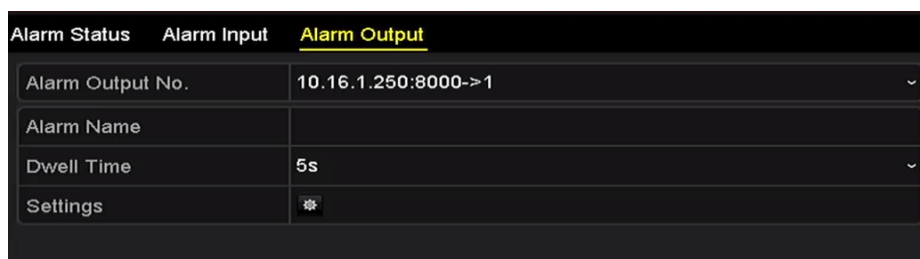 Alarm Status Alarm Input Alarm Output
Alarm Output No. 10.16.1.250:8000->1
Alarm Name
Dwell Time 5s
Settings